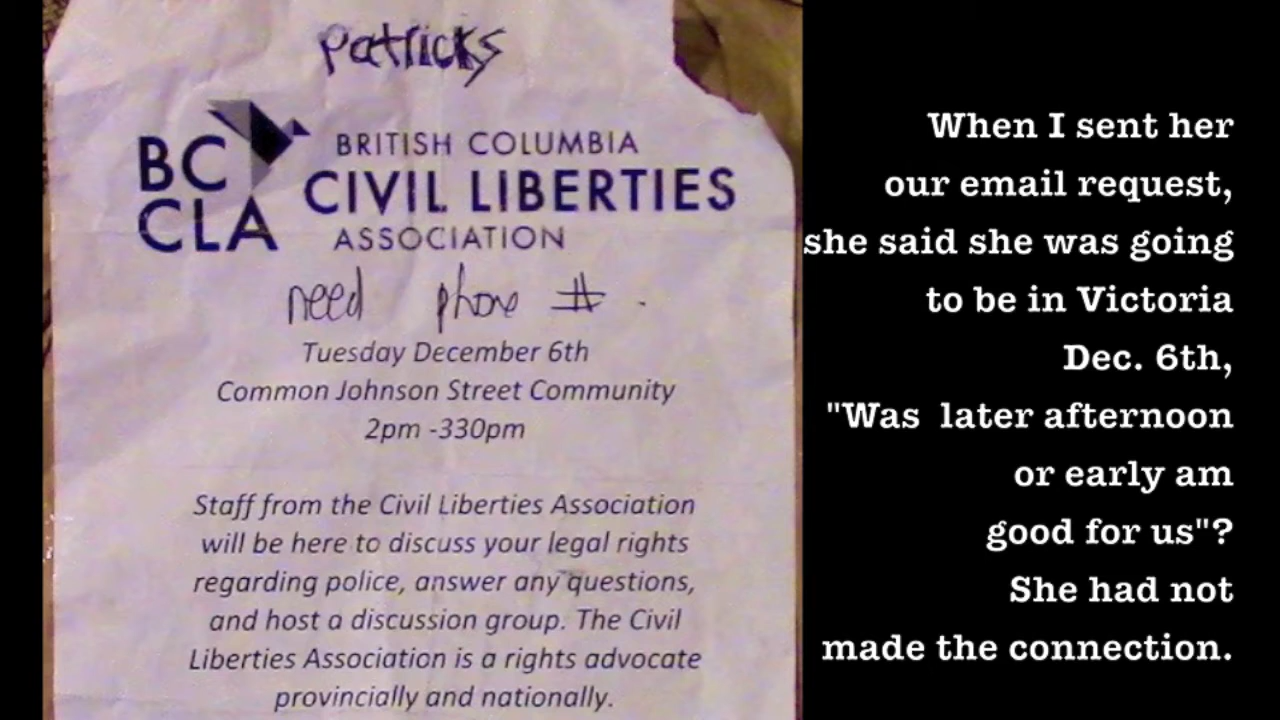 Patricks
BC
CLA
BRITISH COLUMBIA
CIVIL LIBERTIES
ASSOCIATION
need phone #.
Tuesday December 6th
Common Johnson Street Community
2pm -330pm
Staff from the Civil Liberties Association
will be here to discuss your legal rights
regarding police, answer any questions,
and host a discussion group. The Civil
Liberties Association is a rights advocate
provincially and nationally.
When I sent her
our email request,
she said she was going
to be in Victoria
Dec. 6th,
"Was later afternoon
or early am
good for us"?
She had not
made the connection.